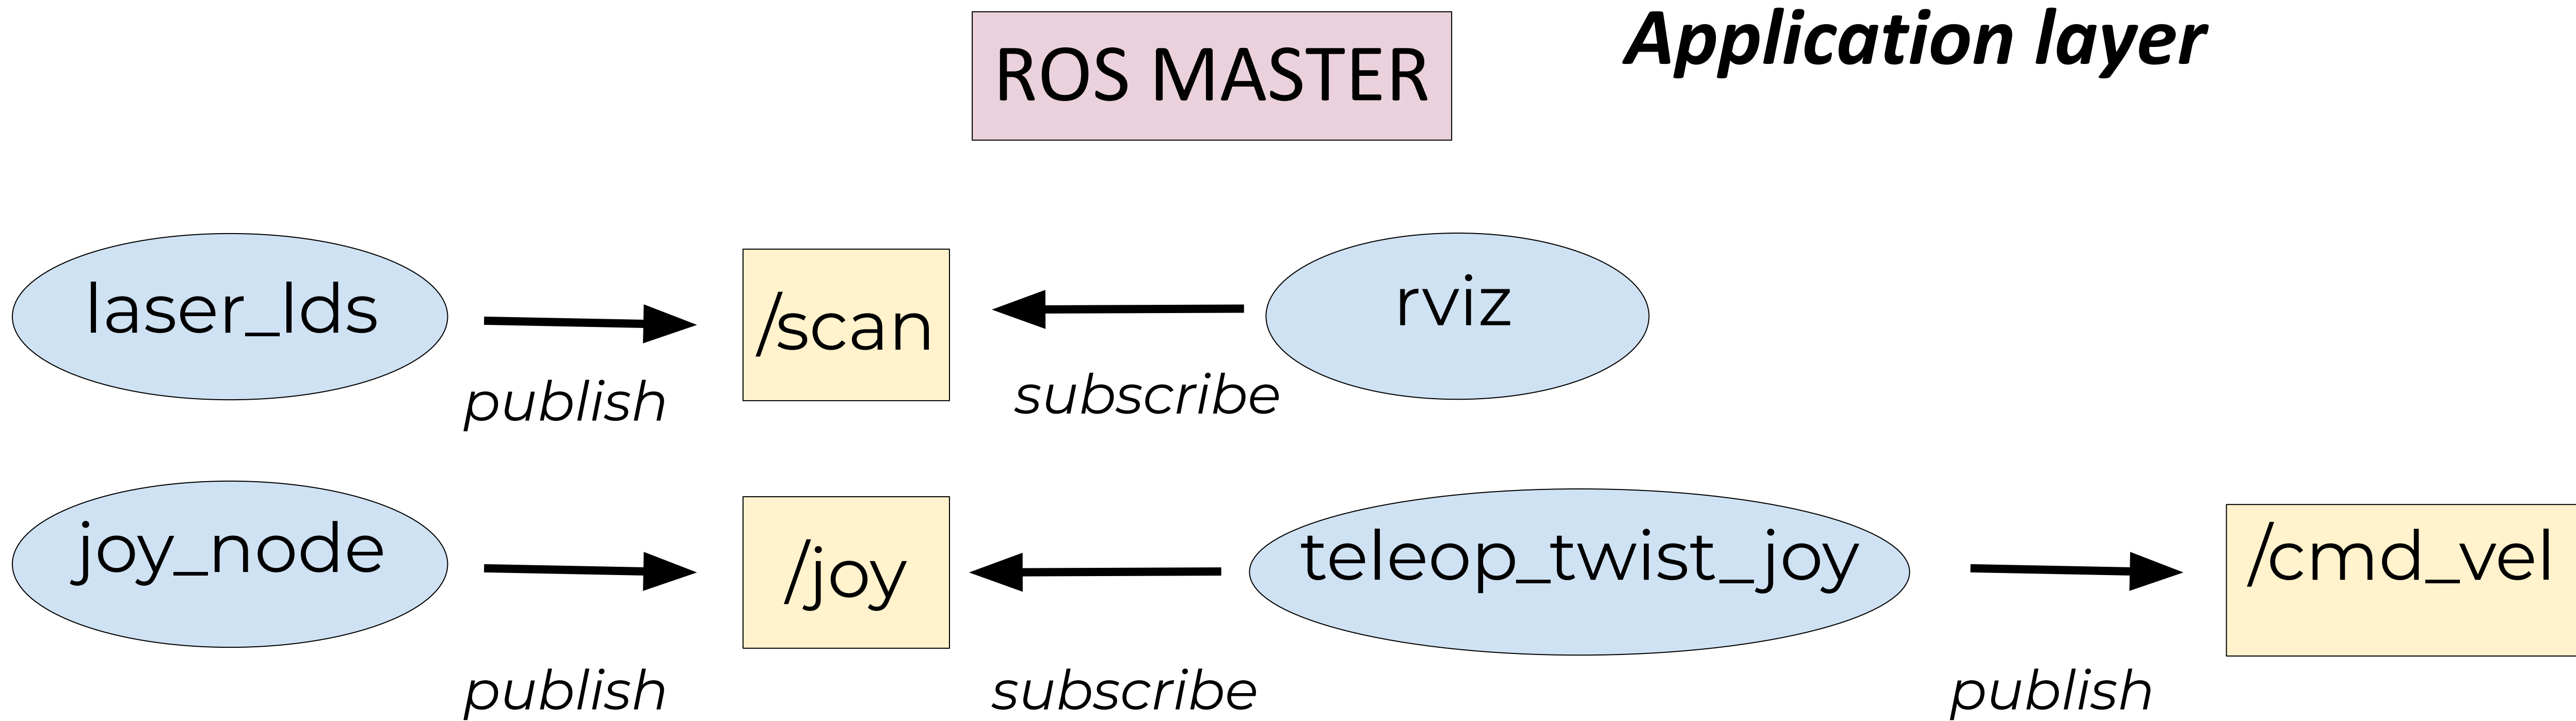 Application layer
ROS MASTER
laser_lds
publish
/scan
subscribe
rviz
joy_node
publish
/joy
subscribe
teleop_twist_joy
publish
/cmd_vel